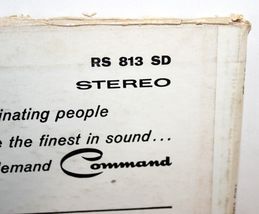 RS 813 SD
STEREO
inating people
e the finest in sound...
emand Command